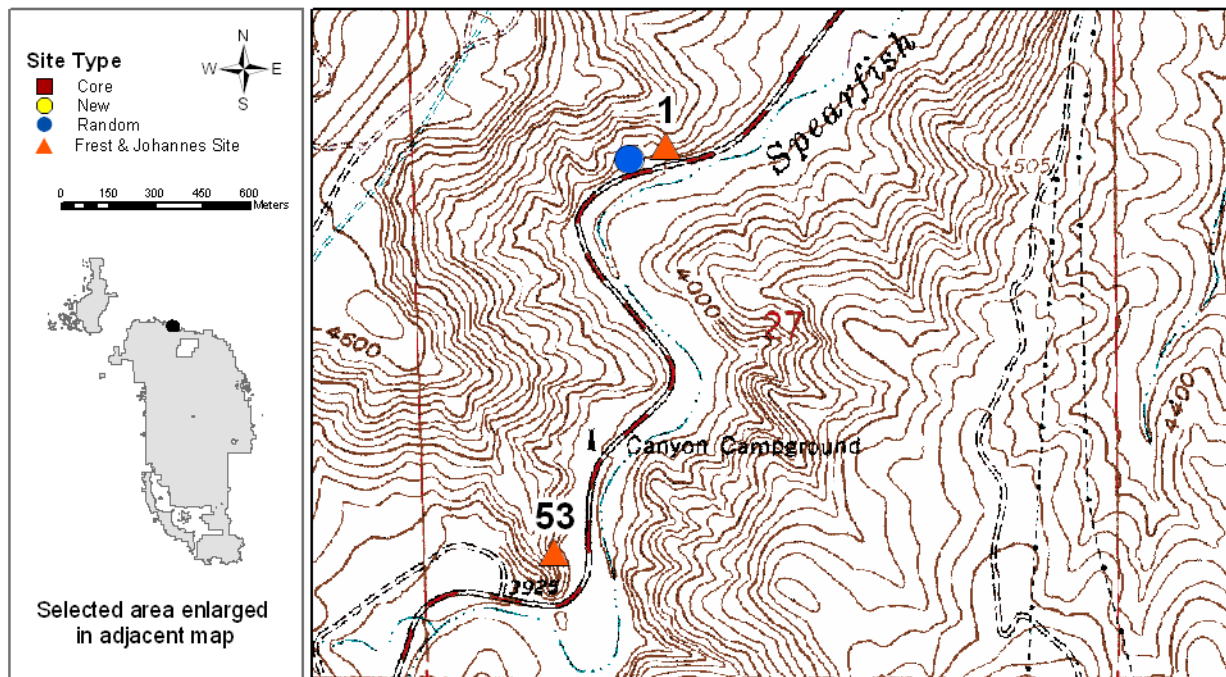 Site Type
N
W E
S
Core
New
Random
Frest & Johannes Site
0 150 300 450 600
Meters
Selected area enlarged
in adjacent map
Spearfish
1
4505
4000
27
4600
4400
Canyon Campground
53
3925